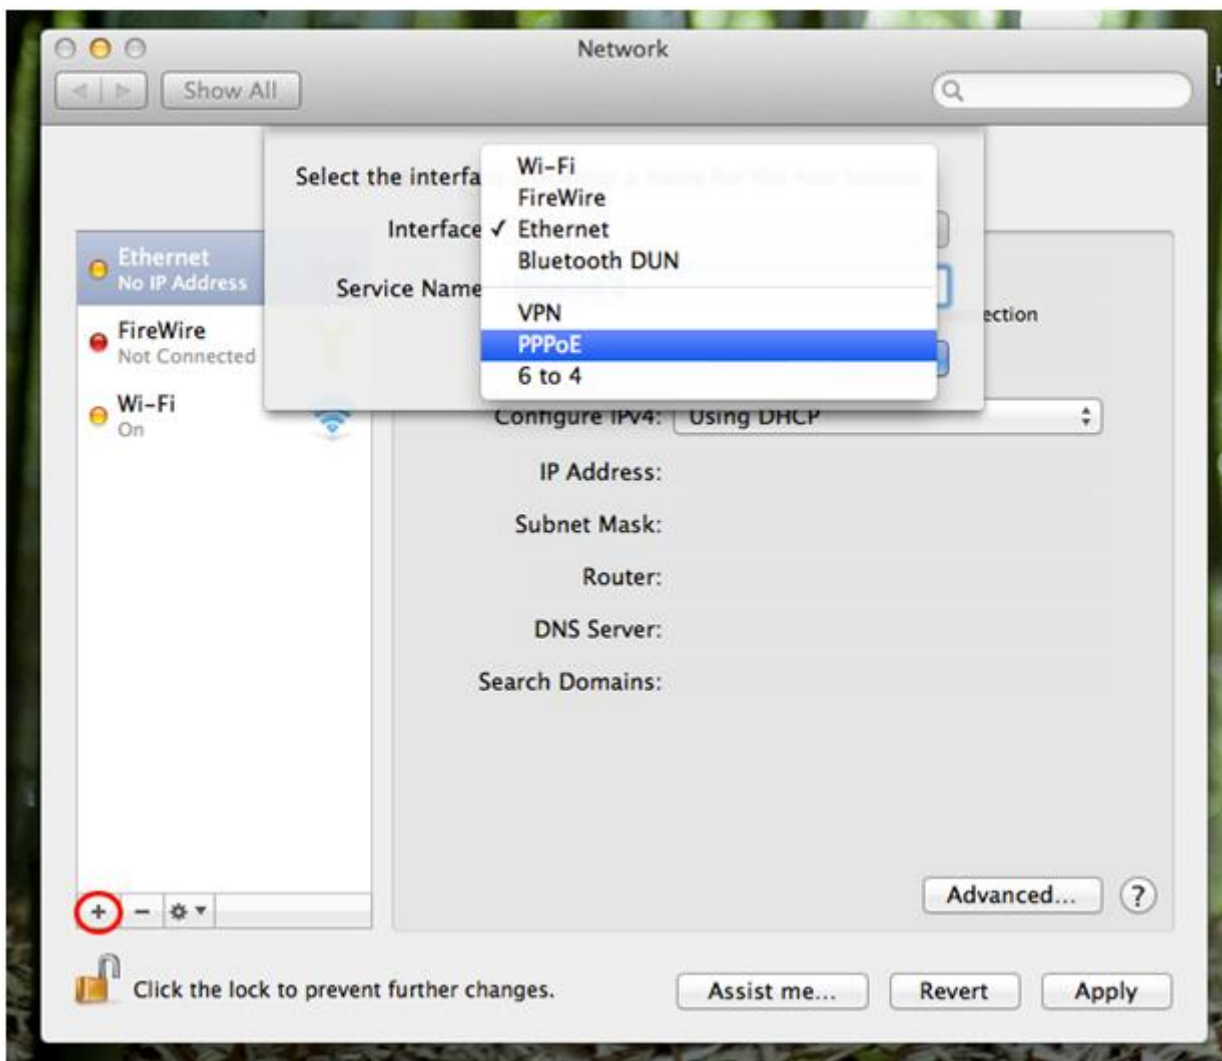 Network
Show All
Select the interfa
Wi-Fi
FireWire
Interface ✓ Ethernet
Bluetooth DUN
Service Name
VPN
PPPoE
6 to 4
Ethernet
No IP Address
FireWire
Not Connected
Wi-Fi
On
ection
Configure IPv4: Using DHCP
IP Address:
Subnet Mask:
Router:
DNS Server:
Search Domains:
Advanced... ?
+ −
Click the lock to prevent further changes.
Assist me... Revert Apply